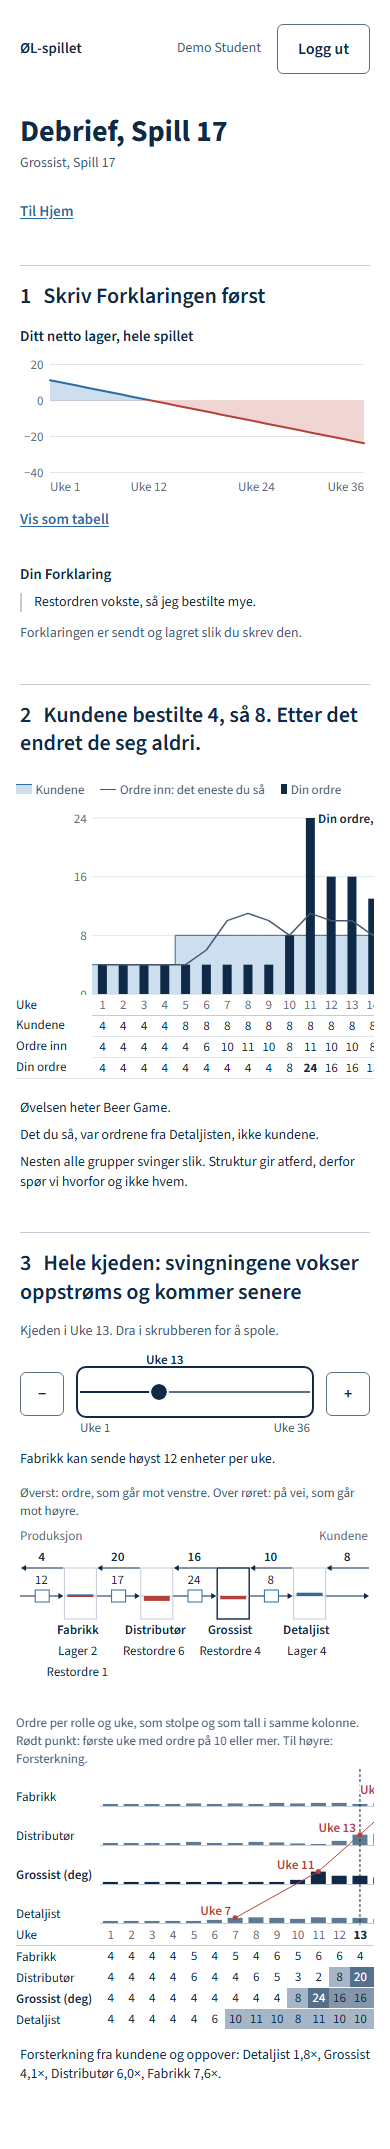 ØL-spillet
Demo Student
Logg ut
Debrief, Spill 17
Grossist, Spill 17
Til Hjem
1 Skriv Forklaringen først
Ditt netto lager, hele spillet
20
0
−20
−40
Uke 1 Uke 12 Uke 24 Uke 36
Vis som tabell
Din Forklaring
Restordren vokste, så jeg bestilte mye.
Forklaringen er sendt og lagret slik du skrev den.
2 Kundene bestilte 4, så 8. Etter det
endret de seg aldri.
Kundene Ordre inn: det eneste du så Din ordre
24 Din ordre,
16
8
0
Uke 1 2 3 4 5 6 7 8 9 10 11 12 13 14
Kundene 4 4 4 4 8 8 8 8 8 8 8 8 8 8
Ordre inn 4 4 4 4 4 6 10 11 10 8 11 10 10 8
Din ordre 4 4 4 4 4 4 4 4 4 8 24 16 16 1
Øvelsen heter Beer Game.
Det du så, var ordrene fra Detaljisten, ikke kundene.
Nesten alle grupper svinger slik. Struktur gir atferd, derfor
spør vi hvorfor og ikke hvem.
3 Hele kjeden: svingningene vokser
oppstrøms og kommer senere
Kjeden i Uke 13. Dra i skrubberen for å spole.
Uke 13
−
+
Uke 1 Uke 36
Fabrikk kan sende høyst 12 enheter per uke.
Øverst: ordre, som går mot venstre. Over røret: på vei, som går
mot høyre.
Produksjon Kundene
4 20 16 10 8
12 17 24 8
Fabrikk Distributør Grossist Detaljist
Lager 2 Restordre 6 Restordre 4 Lager 4
Restordre 1
Ordre per rolle og uke, som stolpe og som tall i samme kolonne.
Rødt punkt: første uke med ordre på 10 eller mer. Til høyre:
Forsterkning.
Fabrikk Uk
Distributør Uke 13
Grossist (deg) Uke 11
Detaljist Uke 7
Uke 1 2 3 4 5 6 7 8 9 10 11 12 13
Fabrikk 4 4 4 4 5 4 5 4 6 5 6 6 4
Distributør 4 4 4 4 6 4 4 6 5 3 2 8 20
Grossist (deg) 4 4 4 4 4 4 4 4 4 8 24 16 16
Detaljist 4 4 4 4 4 6 10 11 10 8 11 10 10
Forsterkning fra kundene og oppover: Detaljist 1,8×, Grossist
4,1×, Distributør 6,0×, Fabrikk 7,6×.